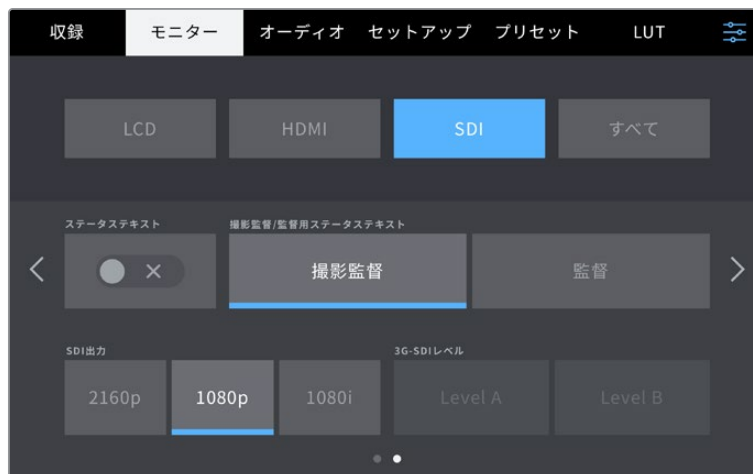 収録 モニター オーディオ セットアップ プリセット LUT
LCD HDMI SDI すべて
ステータステキスト 撮影監督/監督用ステータステキスト
撮影監督 監督
SDI出力 3G-SDIレベル
2160p 1080p 1080i Level A Level B